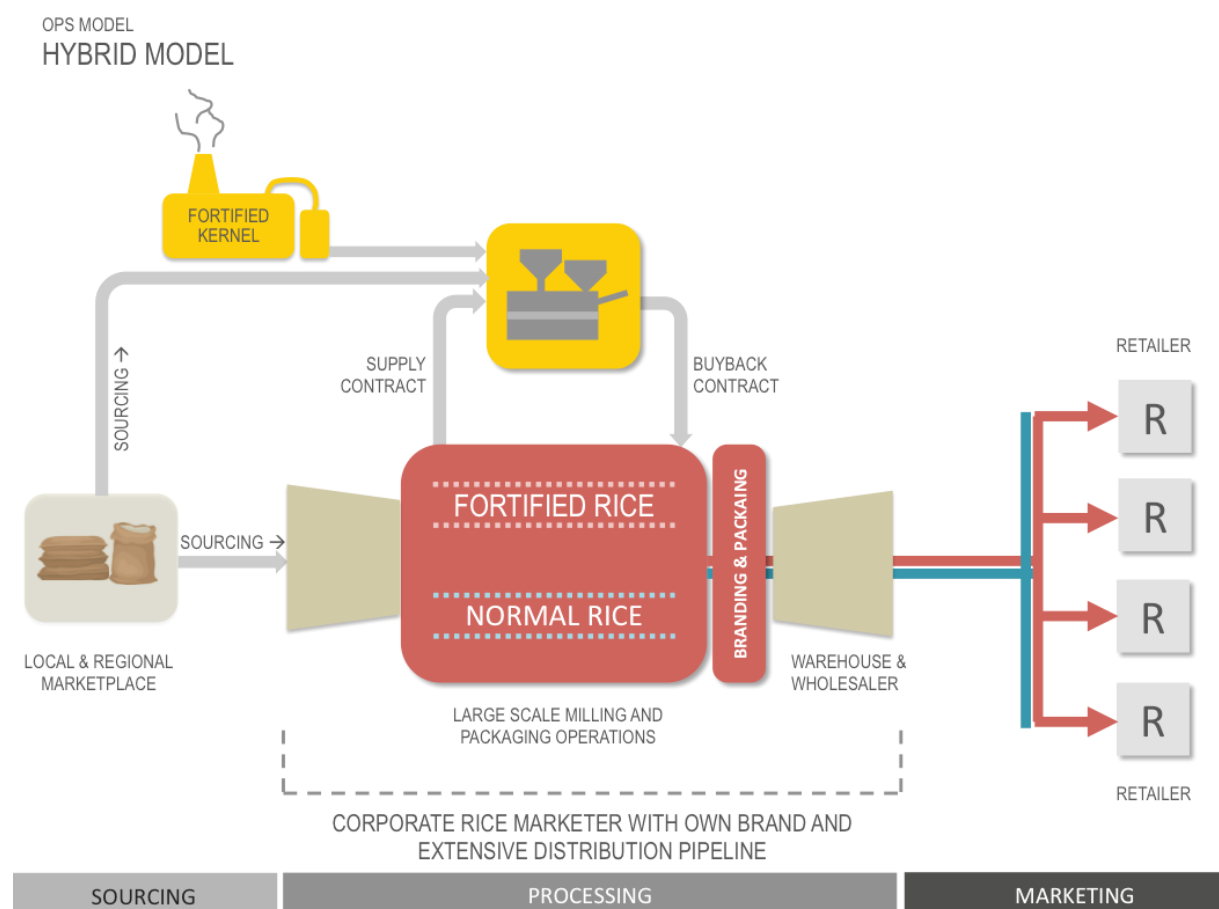 OPS MODEL
HYBRID MODEL
FORTIFIED
KERNEL
SUPPLY
CONTRACT
BUYBACK
CONTRACT
SOURCING →
SOURCING →
LOCAL & REGIONAL
MARKETPLACE
FORTIFIED RICE
NORMAL RICE
BRANDING & PACKAING
LARGE SCALE MILLING AND
PACKAGING OPERATIONS
WAREHOUSE &
WHOLESALER
RETAILER
R
R
R
R
RETAILER
CORPORATE RICE MARKETER WITH OWN BRAND AND
EXTENSIVE DISTRIBUTION PIPELINE
SOURCING
PROCESSING
MARKETING